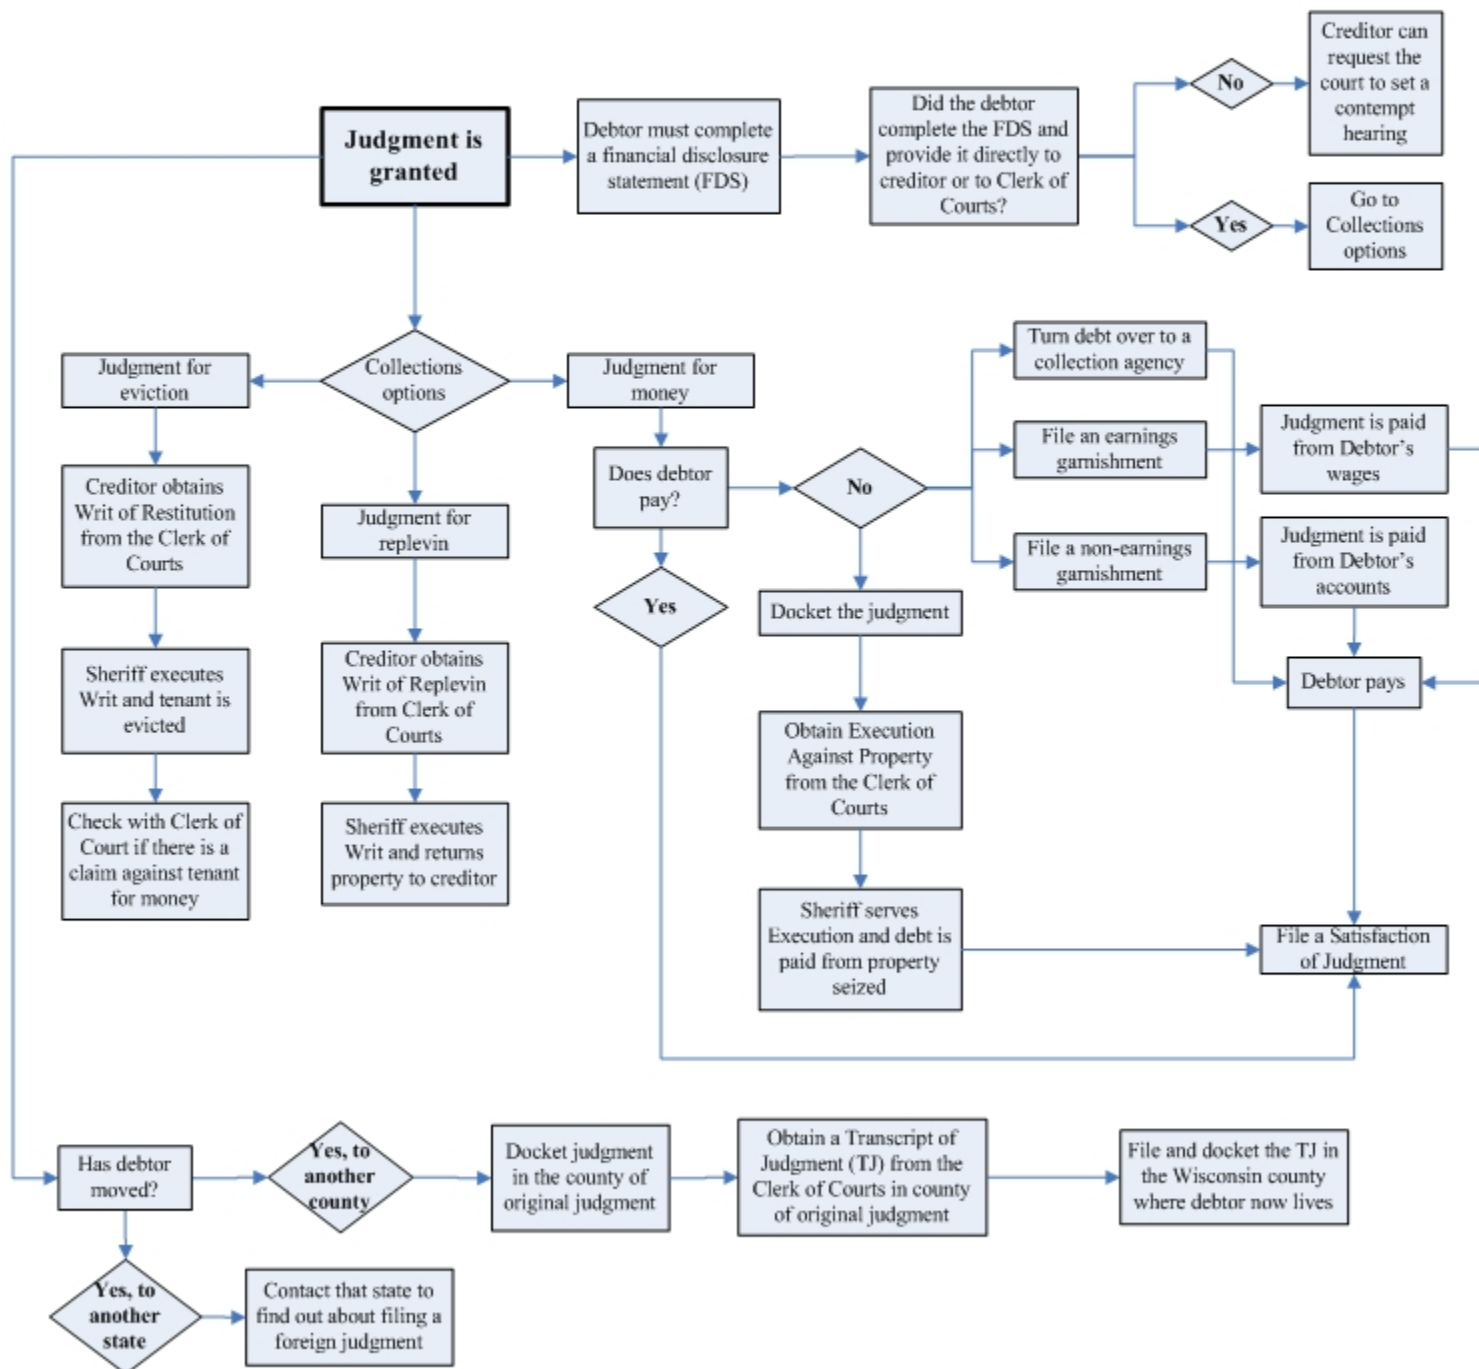 Judgment is
granted
Debtor must complete
a financial disclosure
statement (FDS)
Did the debtor
complete the FDS and
provide it directly to
creditor or to Clerk of
Courts?
No
Creditor can
request the
court to set a
contempt
hearing
Yes
Go to
Collections
options
Judgment for
eviction
Collections
options
Judgment for
money
Creditor obtains
Writ of Restitution
from the Clerk of
Courts
Sheriff executes
Writ and tenant is
evicted
Check with Clerk of
Court if there is a
claim against tenant
for money
Judgment for
replevin
Creditor obtains
Writ of Replevin
from Clerk of
Courts
Sheriff executes
Writ and returns
property to creditor
Does debtor
pay?
Yes
No
Turn debt over to a
collection agency
File an earnings
garnishment
File a non-earnings
garnishment
Judgment is paid
from Debtor's
wages
Judgment is paid
from Debtor's
accounts
Debtor pays
Docket the judgment
Obtain Execution
Against Property
from the Clerk of
Courts
Sheriff serves
Execution and debt is
paid from property
seized
File a Satisfaction
of Judgment
Has debtor
moved?
Yes, to
another
county
Docket judgment
in the county of
original judgment
Obtain a Transcript of
Judgment (TJ) from the
Clerk of Courts in county
of original judgment
File and docket the TJ in
the Wisconsin county
where debtor now lives
Yes, to
another
state
Contact that state to
find out about filing a
foreign judgment